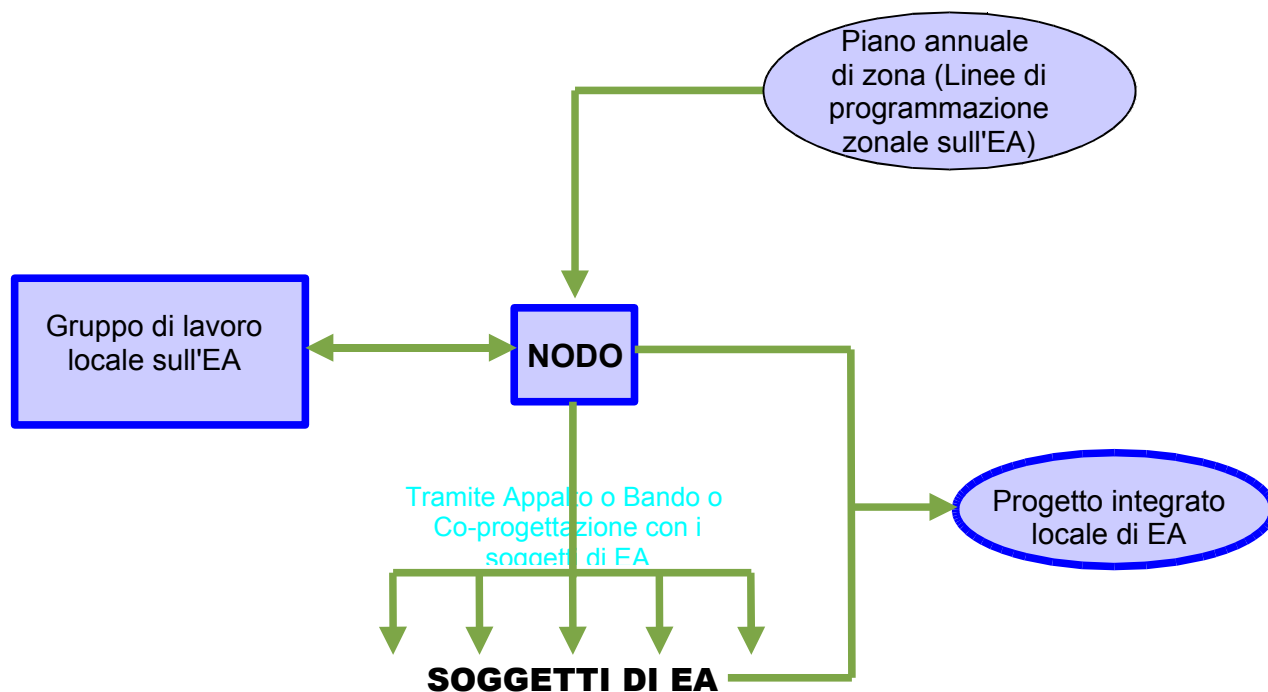 Piano annuale
di zona (Linee di
programmazione
zonale sull'EA)
Gruppo di lavoro
locale sull'EA
NODO
Tramite Appalto o Bando o
Co-progettazione con i
soggetti di EA
Progetto integrato
locale di EA
SOGGETTI DI EA